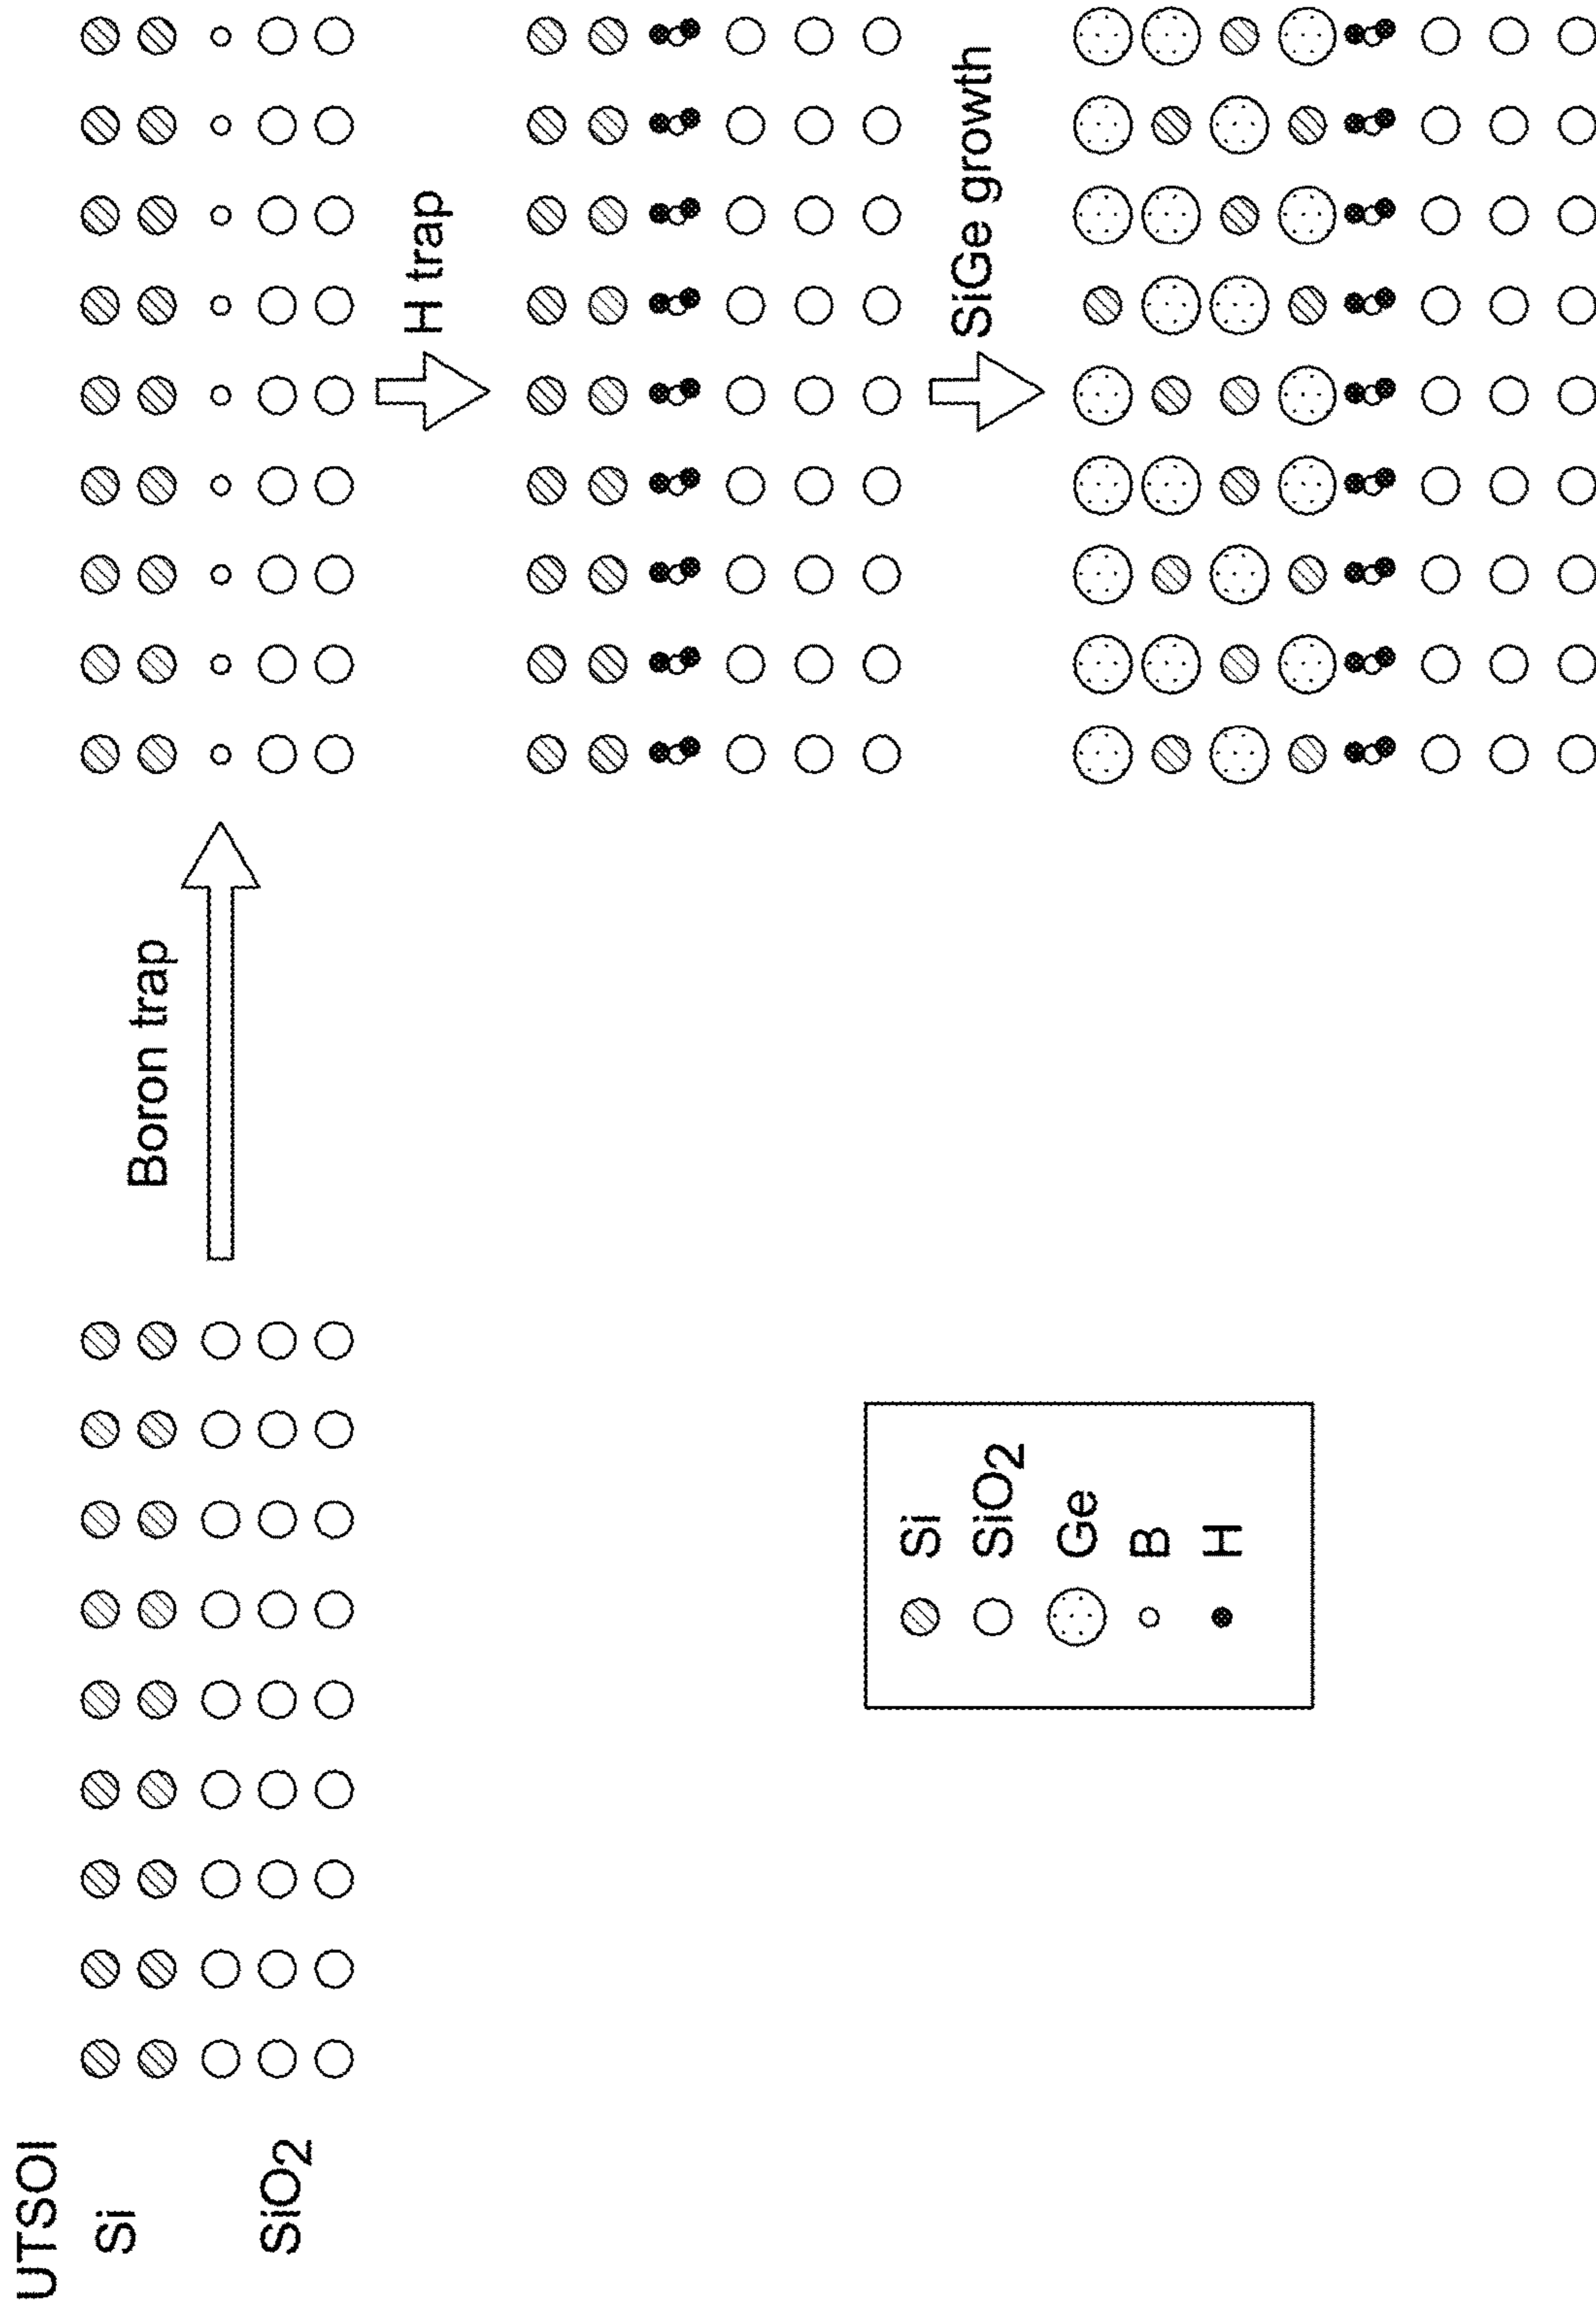 UTSOI
Si
SiO2
Boron trap
H trap
SiGe growth
Si
SiO2
Ge
B
H